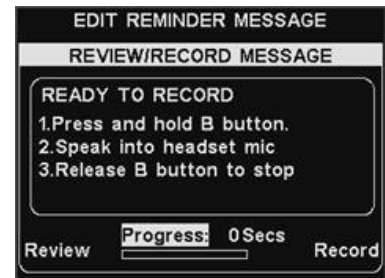 EDIT REMINDER MESSAGE
REVIEW/RECORD MESSAGE
READY TO RECORD
1.Press and hold B button.
2.Speak into headset mic
3.Release B button to stop
Progress: 0Secs
Review Record